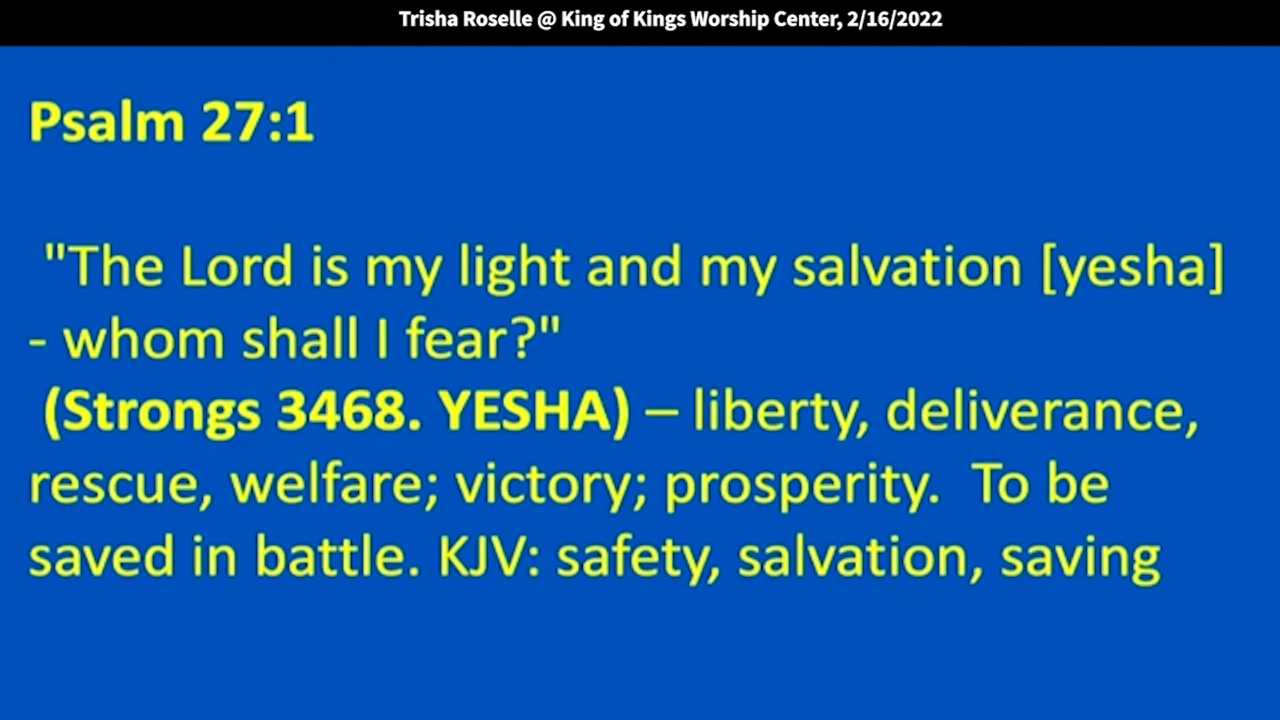 Trisha Roselle @ King of Kings Worship Center, 2/16/2022
Psalm 27:1
"The Lord is my light and my salvation [yesha]
- whom shall I fear?"
(Strongs 3468. YESHA) – liberty, deliverance,
rescue, welfare; victory; prosperity.  To be
saved in battle. KJV: safety, salvation, saving